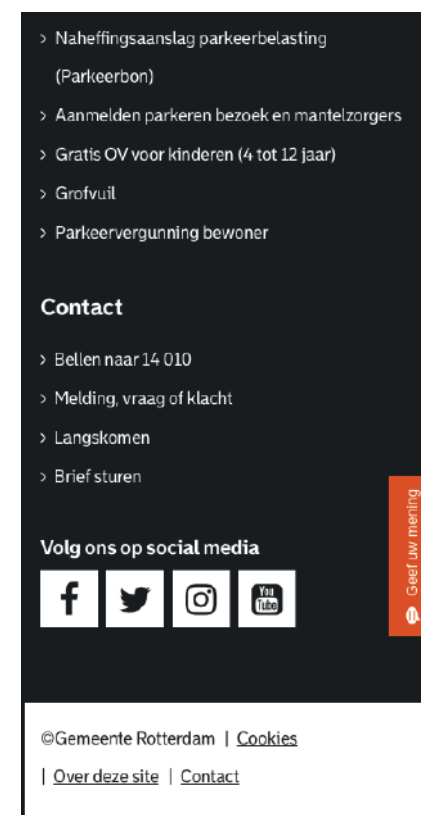 > Naheffingsaanslag parkeerbelasting
(Parkeerbon)
> Aanmelden parkeren bezoek en mantelzorgers
> Gratis OV voor kinderen (4 tot 12 jaar)
> Grofvuil
> Parkeervergunning bewoner
Contact
> Bellen naar 14 010
> Melding, vraag of klacht
> Langskomen
> Brief sturen
Geef uw mening
Volg ons op social media
You
Tube
©Gemeente Rotterdam | Cookies
| Over deze site | Contact